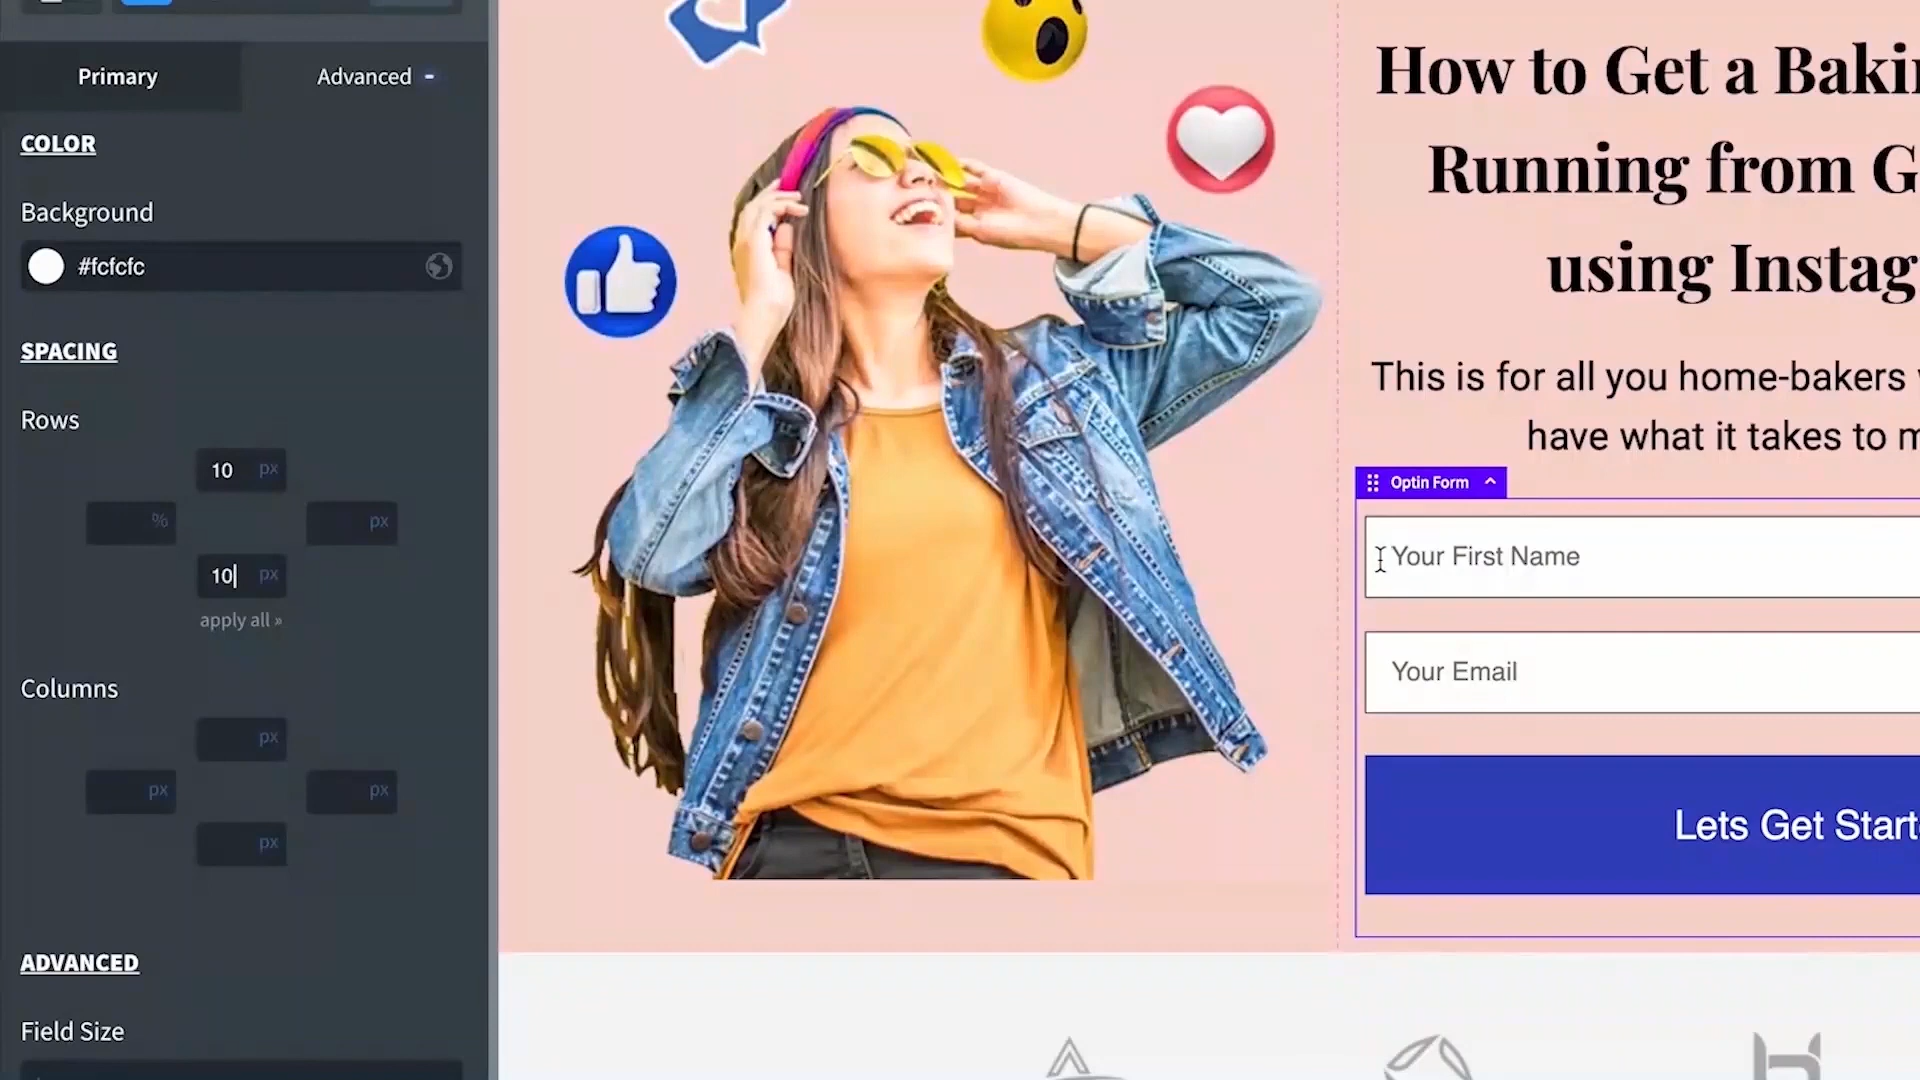 Primary
Advanced
COLOR
Background
#fcfcfc
SPACING
Rows
10 px
%
px
10 px
apply all »
Columns
px
px
px
px
ADVANCED
Field Size
How to Get a Bakin
Running from G
using Instag
This is for all you home-bakers
have what it takes to m
Optin Form
Your First Name
Your Email
Lets Get Start